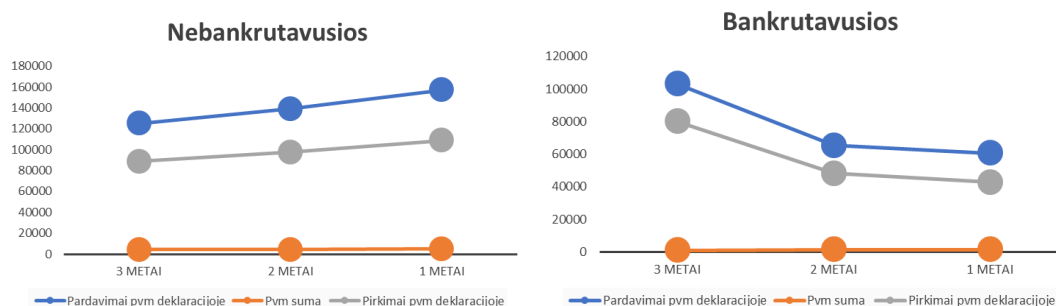 Nebankrutavusios
180000
160000
140000
120000
100000
80000
60000
40000
20000
0
3 METAI 2 METAI 1 METAI
Pardavimai pvm deklaracijoje Pvm suma Pirkimai pvm deklaracijoje
Bankrutavusios
120000
100000
80000
60000
40000
20000
0
3 METAI 2 METAI 1 METAI
Pardavimai pvm deklaracijoje Pvm suma Pirkimai pvm deklaracijoje